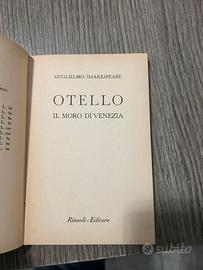 GUGLIELMO SHAKESPEARE
OTELLO
IL MORO DI VENEZIA
Rizzoli · Editore
subito